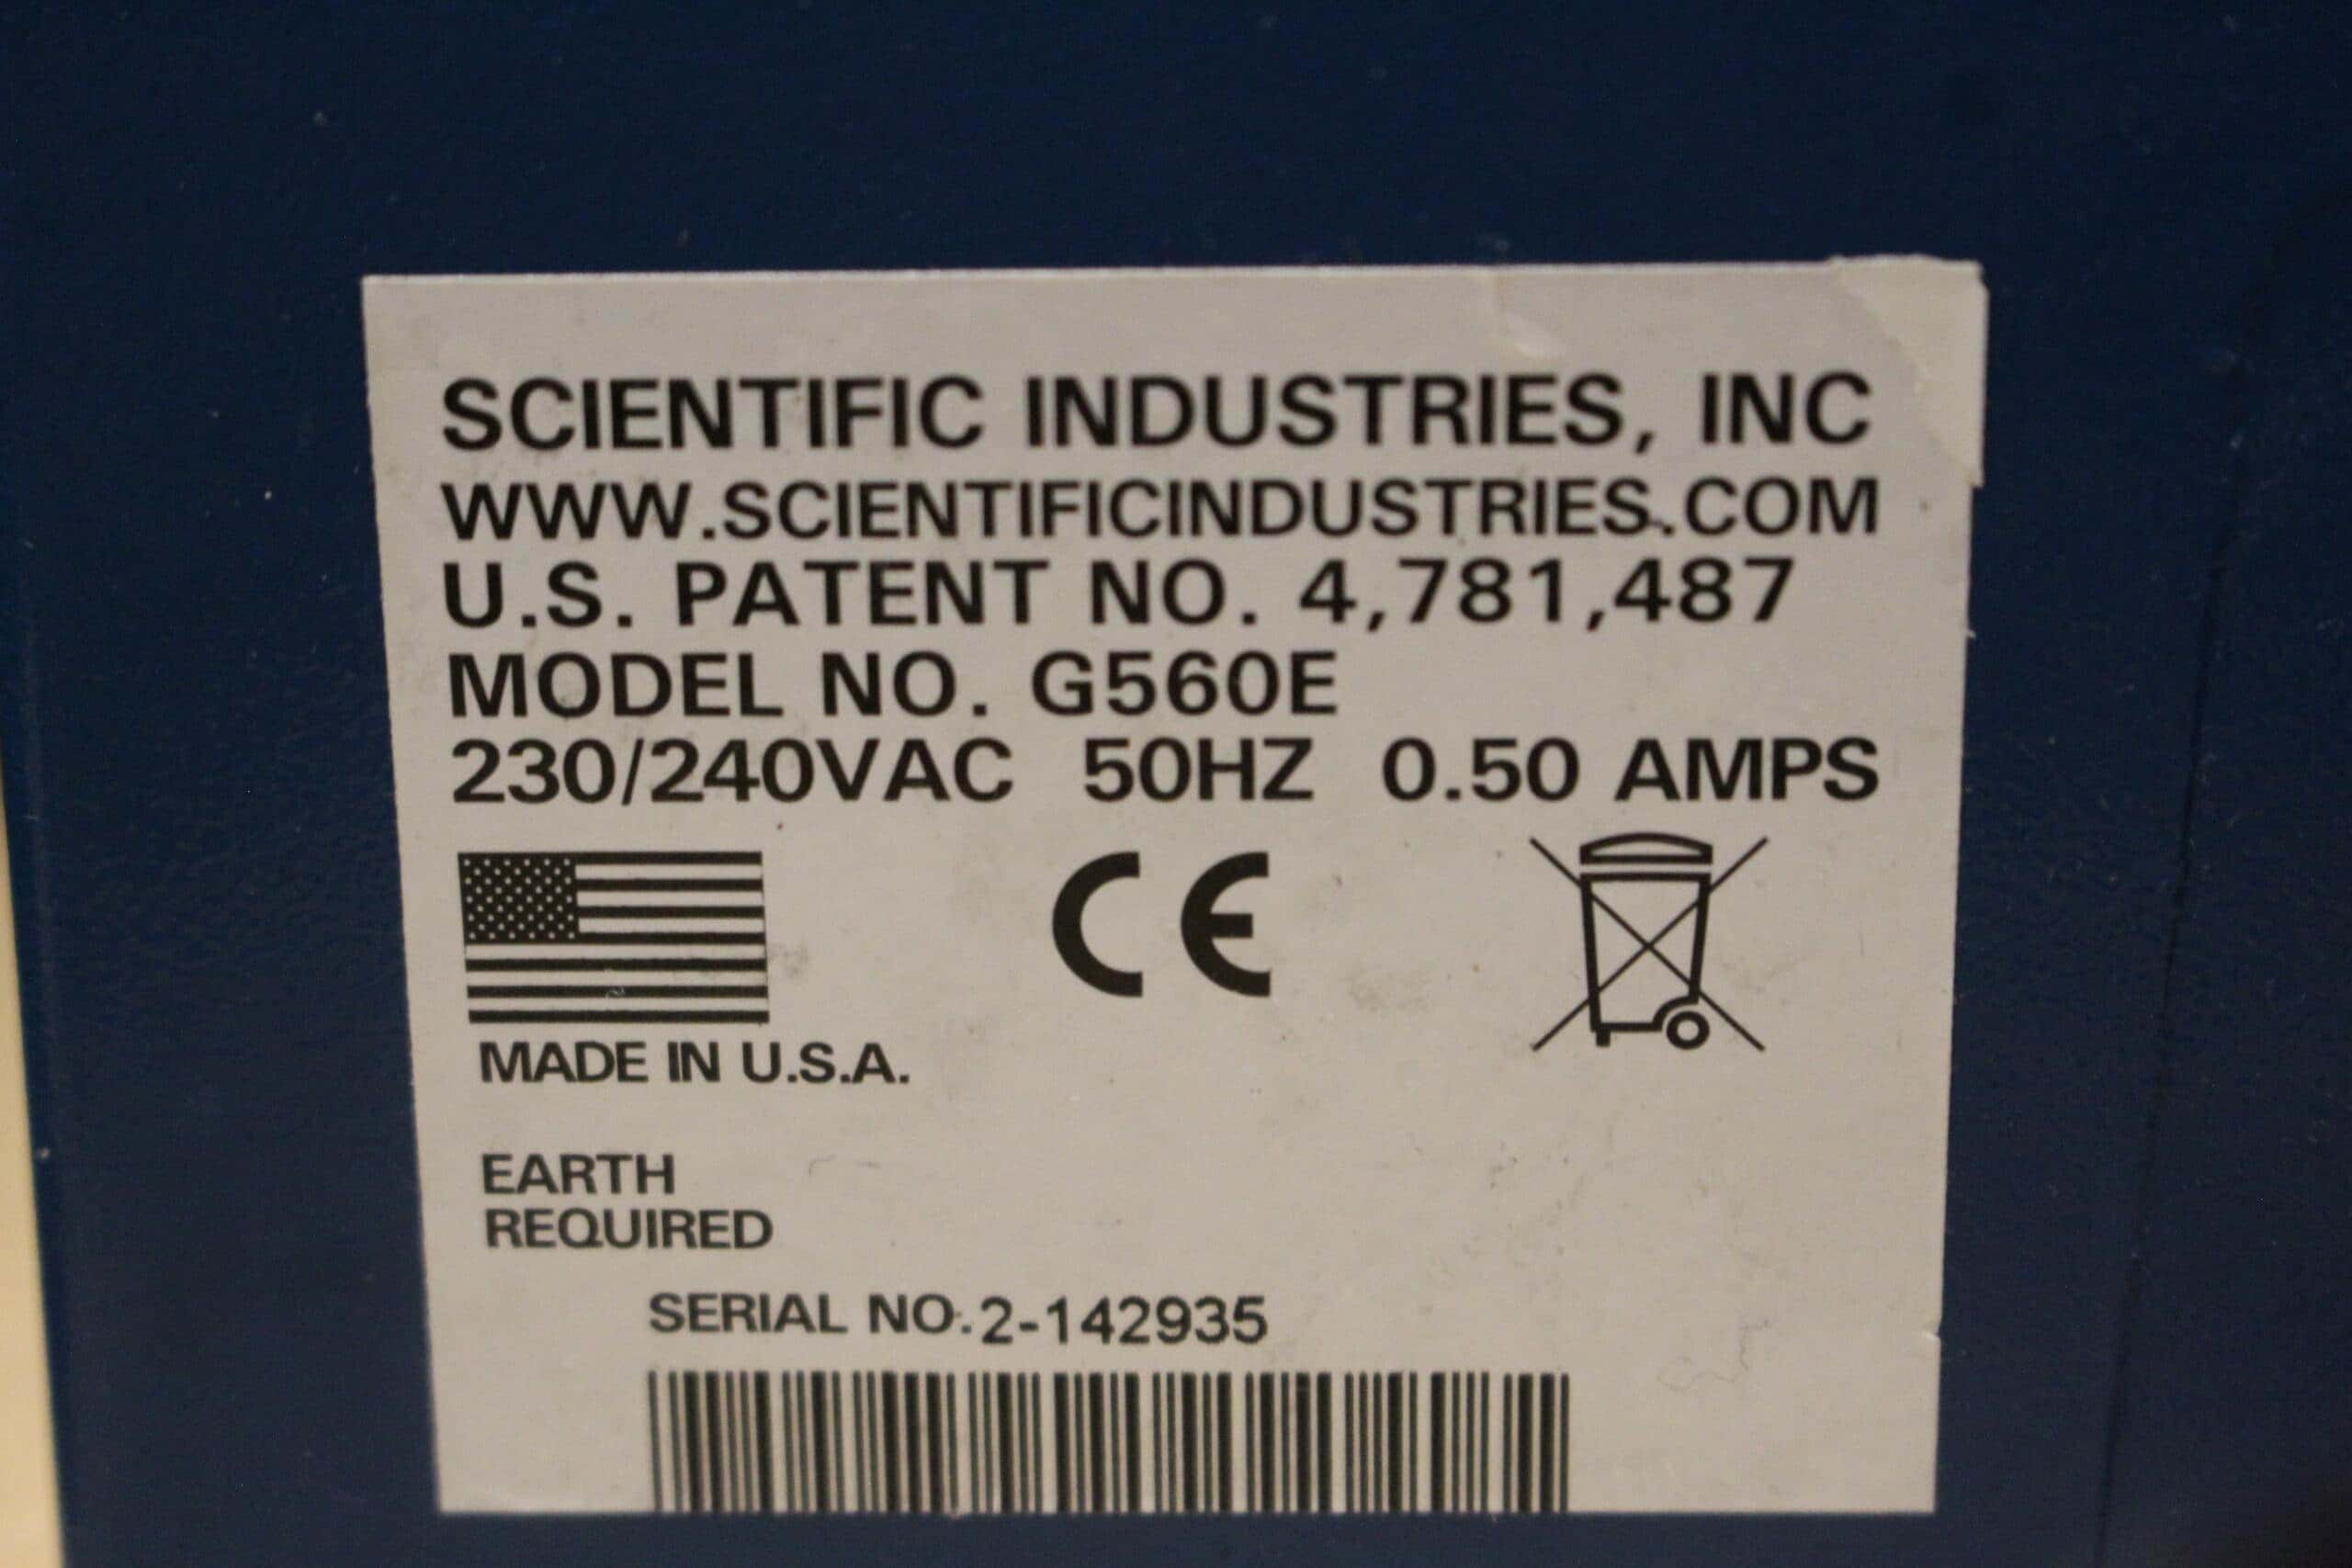 SCIENTIFIC INDUSTRIES, INC
WWW.SCIENTIFICINDUSTRIES.COM
U.S. PATENT NO. 4,781,487
MODEL NO. G560E
230/240VAC 50HZ 0.50 AMPS
CE
MADE IN U.S.A.
EARTH
REQUIRED
SERIAL NO.2-142935